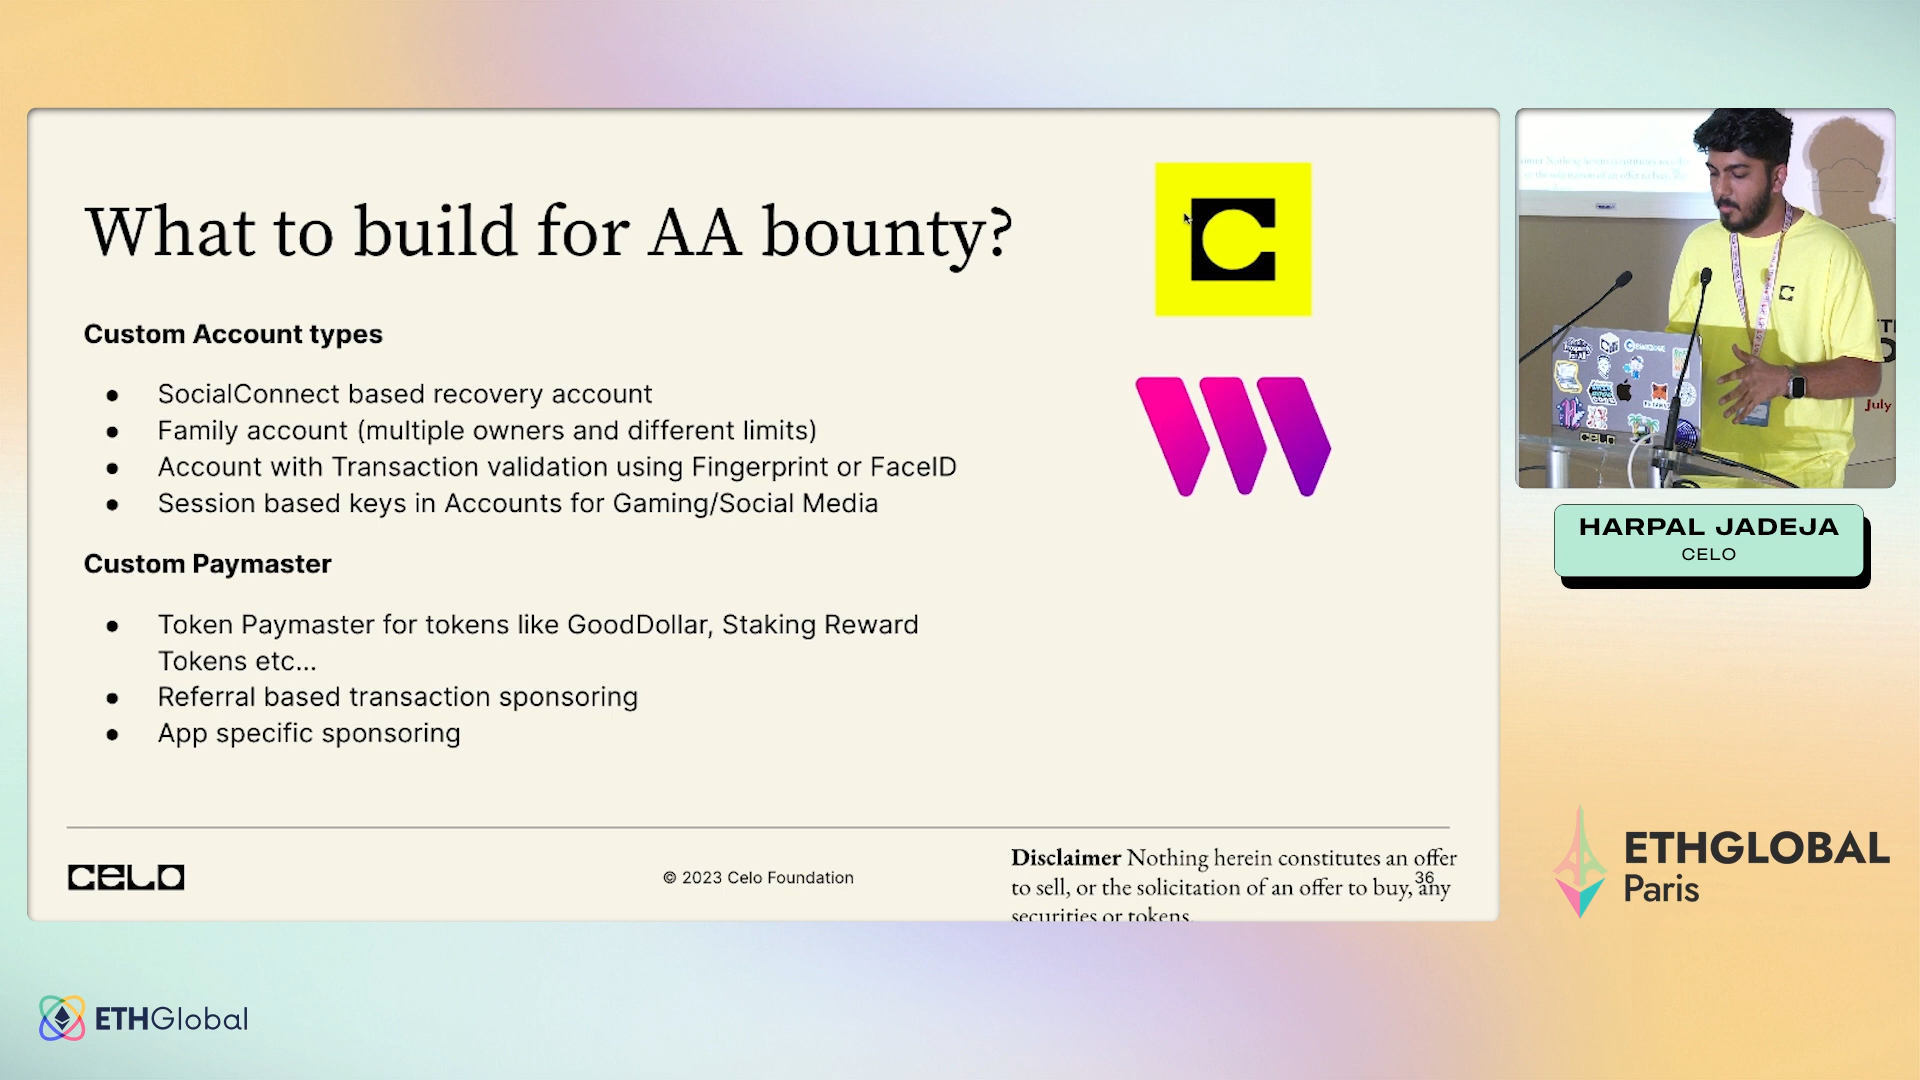 What to build for AA bounty?
Custom Account types
● SocialConnect based recovery account
● Family account (multiple owners and different limits)
● Account with Transaction validation using Fingerprint or FaceID
● Session based keys in Accounts for Gaming/Social Media
Custom Paymaster
● Token Paymaster for tokens like GoodDollar, Staking Reward
Tokens etc...
● Referral based transaction sponsoring
● App specific sponsoring
CELO
© 2023 Celo Foundation
Disclaimer Nothing herein constitutes an offer
to sell, or the solicitation of an offer to buy, any
securities or tokens.
36
July
HARPAL JADEJA
CELO
ETHGLOBAL
Paris
ETHGlobal